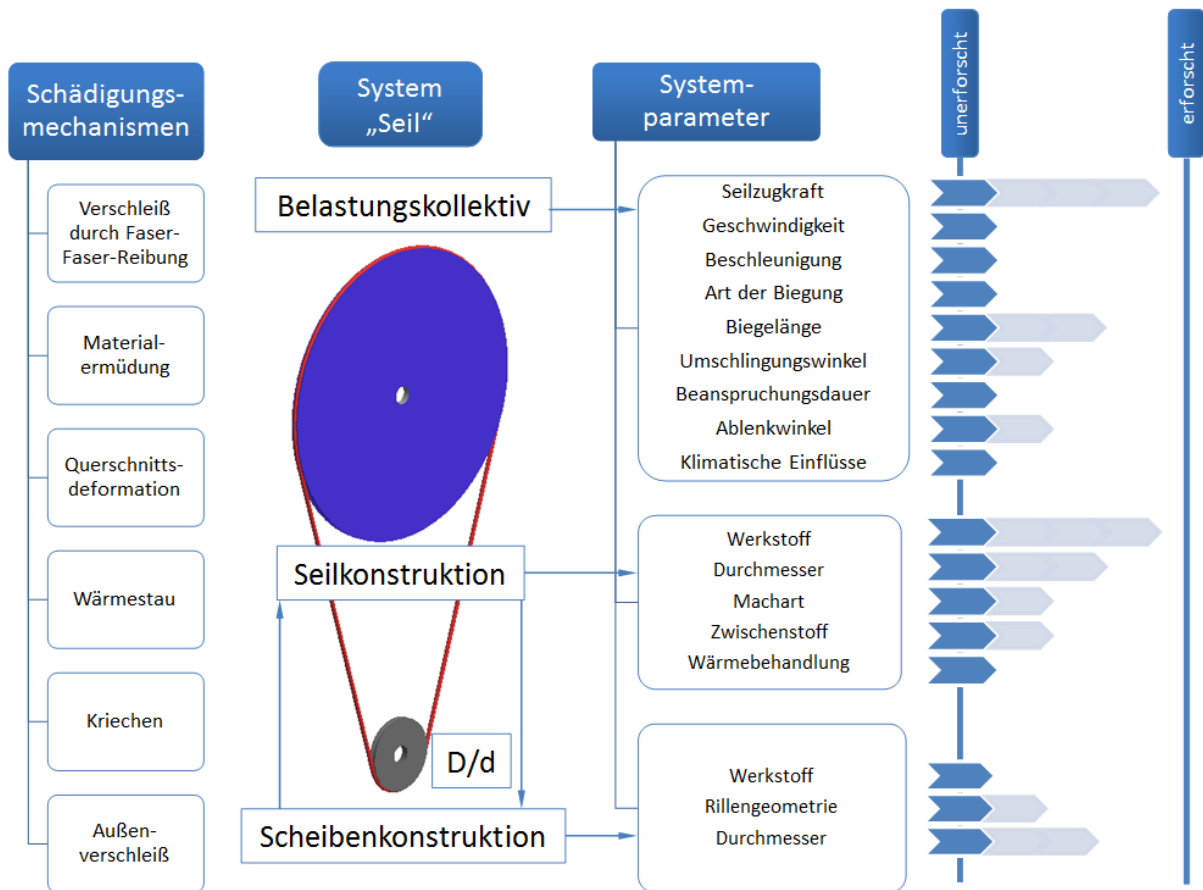 Schädigungs-
mechanismen
Verschleiß
durch Faser-
Faser-Reibung
Material-
ermüdung
Querschnitts-
deformation
Wärmestau
Kriechen
Außen-
verschleiß
System
„Seil“
Belastungskollektiv
Seilkonstruktion
D/d
Scheibenkonstruktion
System-
parameter
Seilzugkraft
Geschwindigkeit
Beschleunigung
Art der Biegung
Biegelänge
Umschlingungswinkel
Beanspruchungsdauer
Ablenkwinkel
Klimatische Einflüsse
Werkstoff
Durchmesser
Machart
Zwischenstoff
Wärmebehandlung
Werkstoff
Rillengeometrie
Durchmesser
unerforscht
erforscht